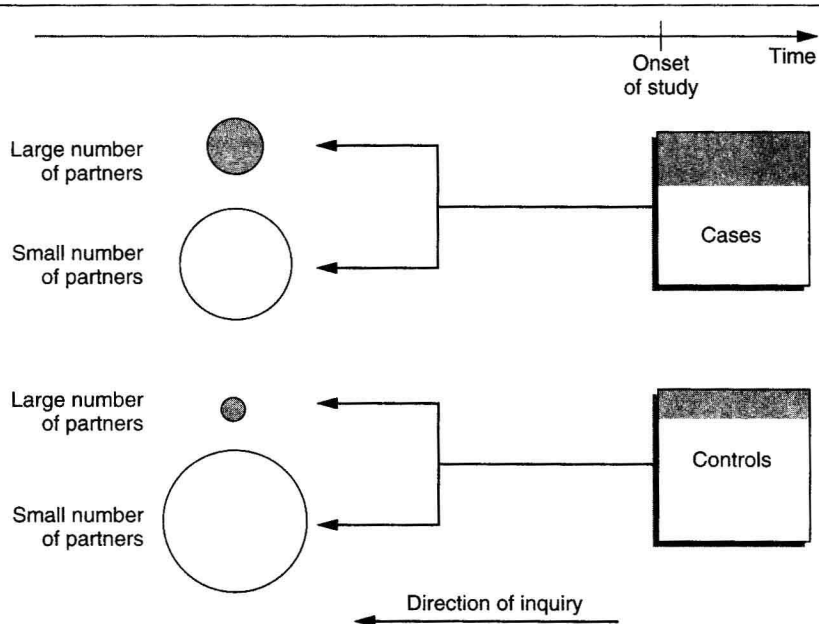 Time
Onset
of study
Large number
of partners
Small number
of partners
Cases
Large number
of partners
Small number
of partners
Controls
Direction of inquiry